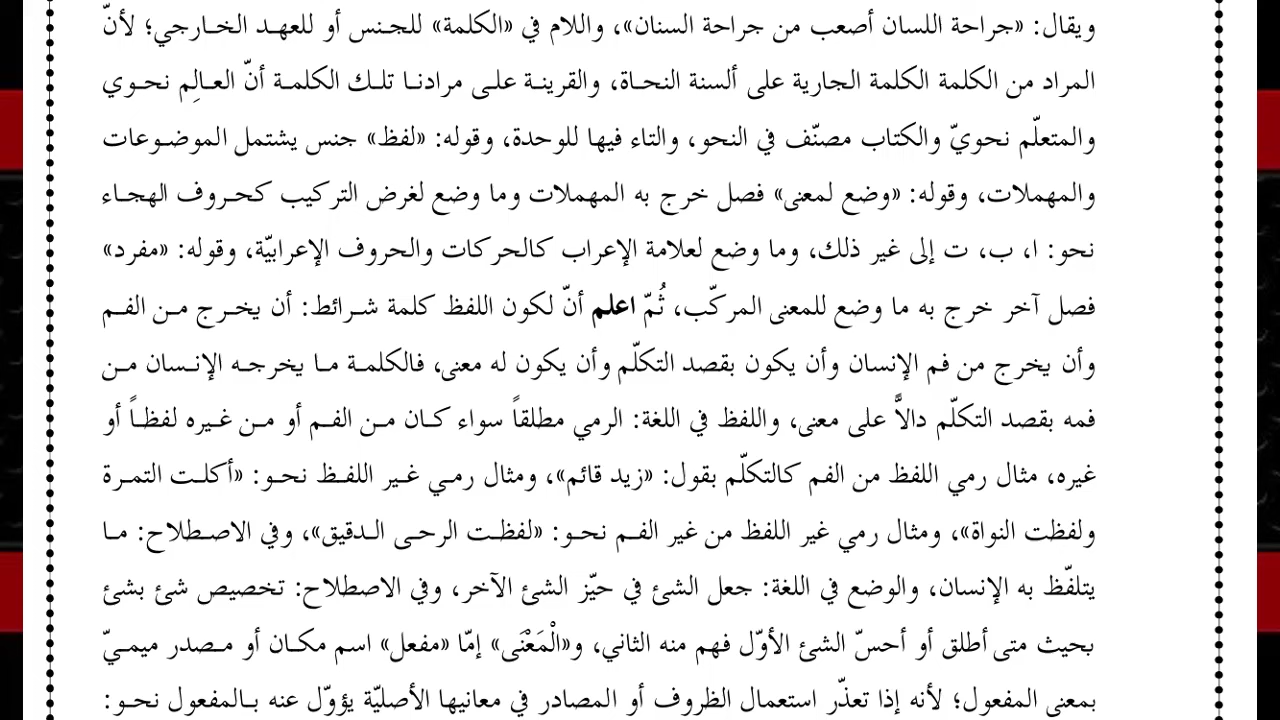 ويقال: «جراحة اللسان أصعب من جراحة السنان»، واللام في «الكلمة» للجنس أو للعهد الخارجي؛ لأنّ
المراد من الكلمة الكلمة الجارية على ألسنة النحاة، والقرينة على مرادنا تلك الكلمة أنّ العالِم نحوي
والمتعلّم نحويّ والكتاب مصنّف في النحو، والتاء فيها للوحدة، وقوله: «لفظ» جنس يشتمل الموضوعات
والمهملات، وقوله: «وضع لمعنى» فصل خرج به المهملات وما وضع لغرض التركيب كحروف الهجاء
نحو: ا، ب، ت إلى غير ذلك، وما وضع لعلامة الإعراب كالحركات والحروف الإعرابيّة، وقوله: «مفرد»
فصل آخر خرج به ما وضع للمعنى المركّب، ثُمّ اعلم أنّ لكون اللفظ كلمة شرائط: أن يخرج من الفم
وأن يخرج من فم الإنسان وأن يكون بقصد التكلّم وأن يكون له معنى، فالكلمة ما يخرجه الإنسان من
فمه بقصد التكلّم دالاًّ على معنى، واللفظ في اللغة: الرمي مطلقاً سواء كان من الفم أو من غيره لفظاً أو
غيره، مثال رمي اللفظ من الفم كالتكلّم بقول: «زيد قائم»، ومثال رمي غير اللفظ نحو: «أكلت التمرة
ولفظت النواة»، ومثال رمي غير اللفظ من غير الفم نحو: «لفظت الرحى الدقيق»، وفي الاصطلاح: ما
يتلفّظ به الإنسان، والوضع في اللغة: جعل الشئ في حيّز الشئ الآخر، وفي الاصطلاح: تخصيص شئ بشئ
بحيث متى أطلق أو أحسّ الشئ الأوّل فهم منه الثاني، و«الْمَعْنَى» إمّا «مفعل» اسم مكان أو مصدر ميميّ
بمعنى المفعول؛ لأنه إذا تعذّر استعمال الظروف أو المصادر في معانيها الأصليّة يؤوّل عنه بالمفعول نحو: